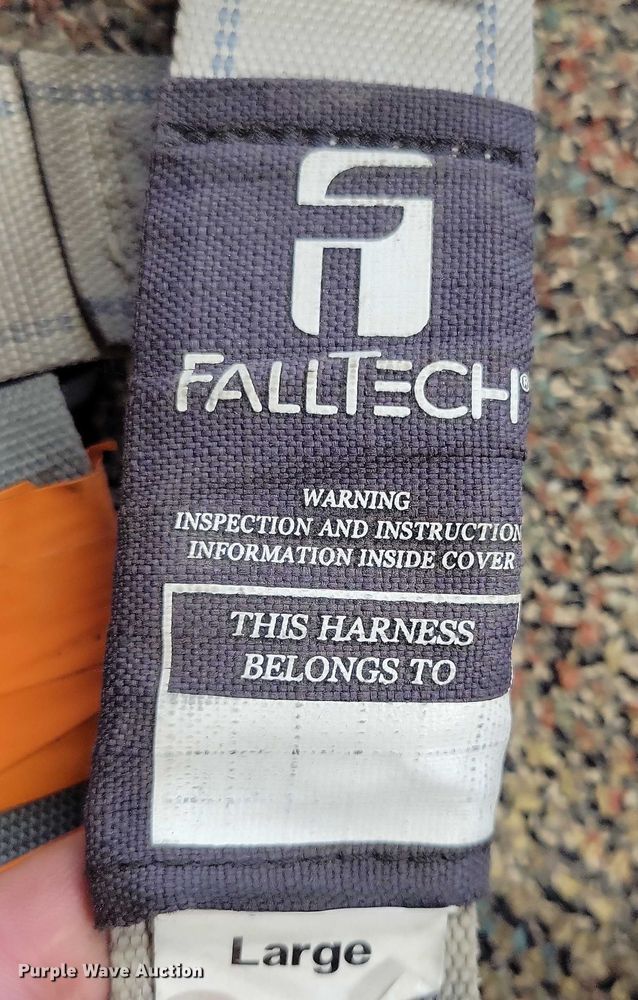 FALLTECH®
WARNING
INSPECTION AND INSTRUCTION
INFORMATION INSIDE COVER
THIS HARNESS
BELONGS TO
Large
Purple Wave Auction